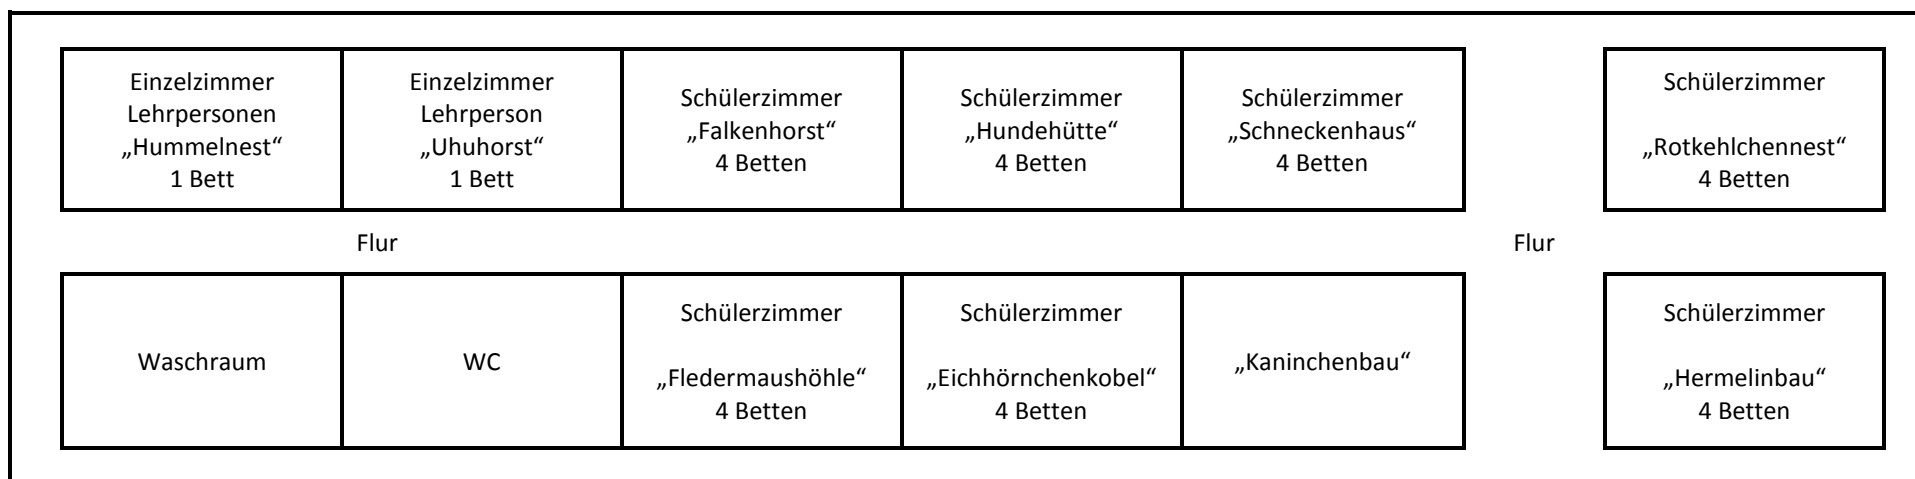 Einzelzimmer
Lehrpersonen
„Hummelnest“
1 Bett
Einzelzimmer
Lehrperson
„Uhuhorst“
1 Bett
Schülerzimmer
„Falkenhorst“
4 Betten
Schülerzimmer
„Hundehütte“
4 Betten
Schülerzimmer
„Schneckenhaus“
4 Betten
Schülerzimmer
„Rotkehlchennest“
4 Betten
Flur
Flur
Waschraum
WC
Schülerzimmer
„Fledermaushöhle“
4 Betten
Schülerzimmer
„Eichhörnchenkobel“
4 Betten
„Kaninchenbau“
Schülerzimmer
„Hermelinbau“
4 Betten